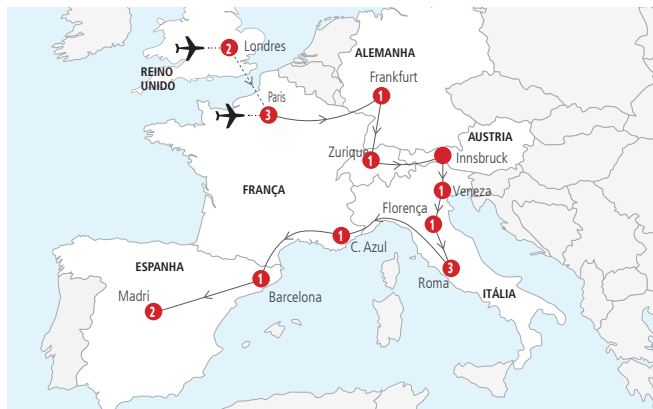 2
Londres
REINO
UNIDO
Paris
3
ALEMANHA
Frankfurt
1
Zurique
1
AUSTRIA
Innsbruck
1
Veneza
Florença
1
FRANÇA
3
Roma
ITÁLIA
1
C. Azul
ESPANHA
1
Barcelona
Madri
2